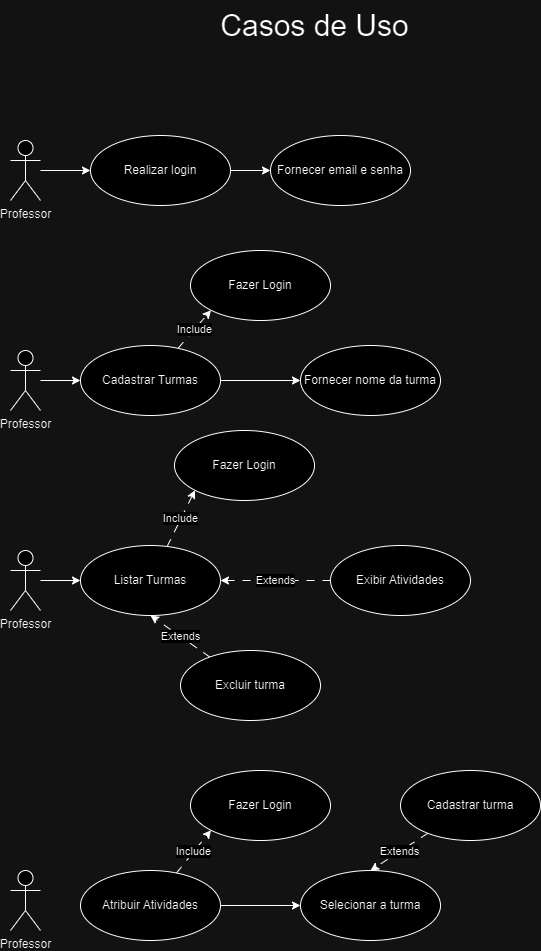 Casos de Uso
Realizar login
Fornecer email e senha
Professor
Fazer Login
Include
Cadastrar Turmas
Fornecer nome da turma
Professor
Fazer Login
Include
Listar Turmas
Extends
Exibir Atividades
Professor
Extends
Excluir turma
Fazer Login
Cadastrar turma
Include
Extends
Atribuir Atividades
Selecionar a turma
Professor